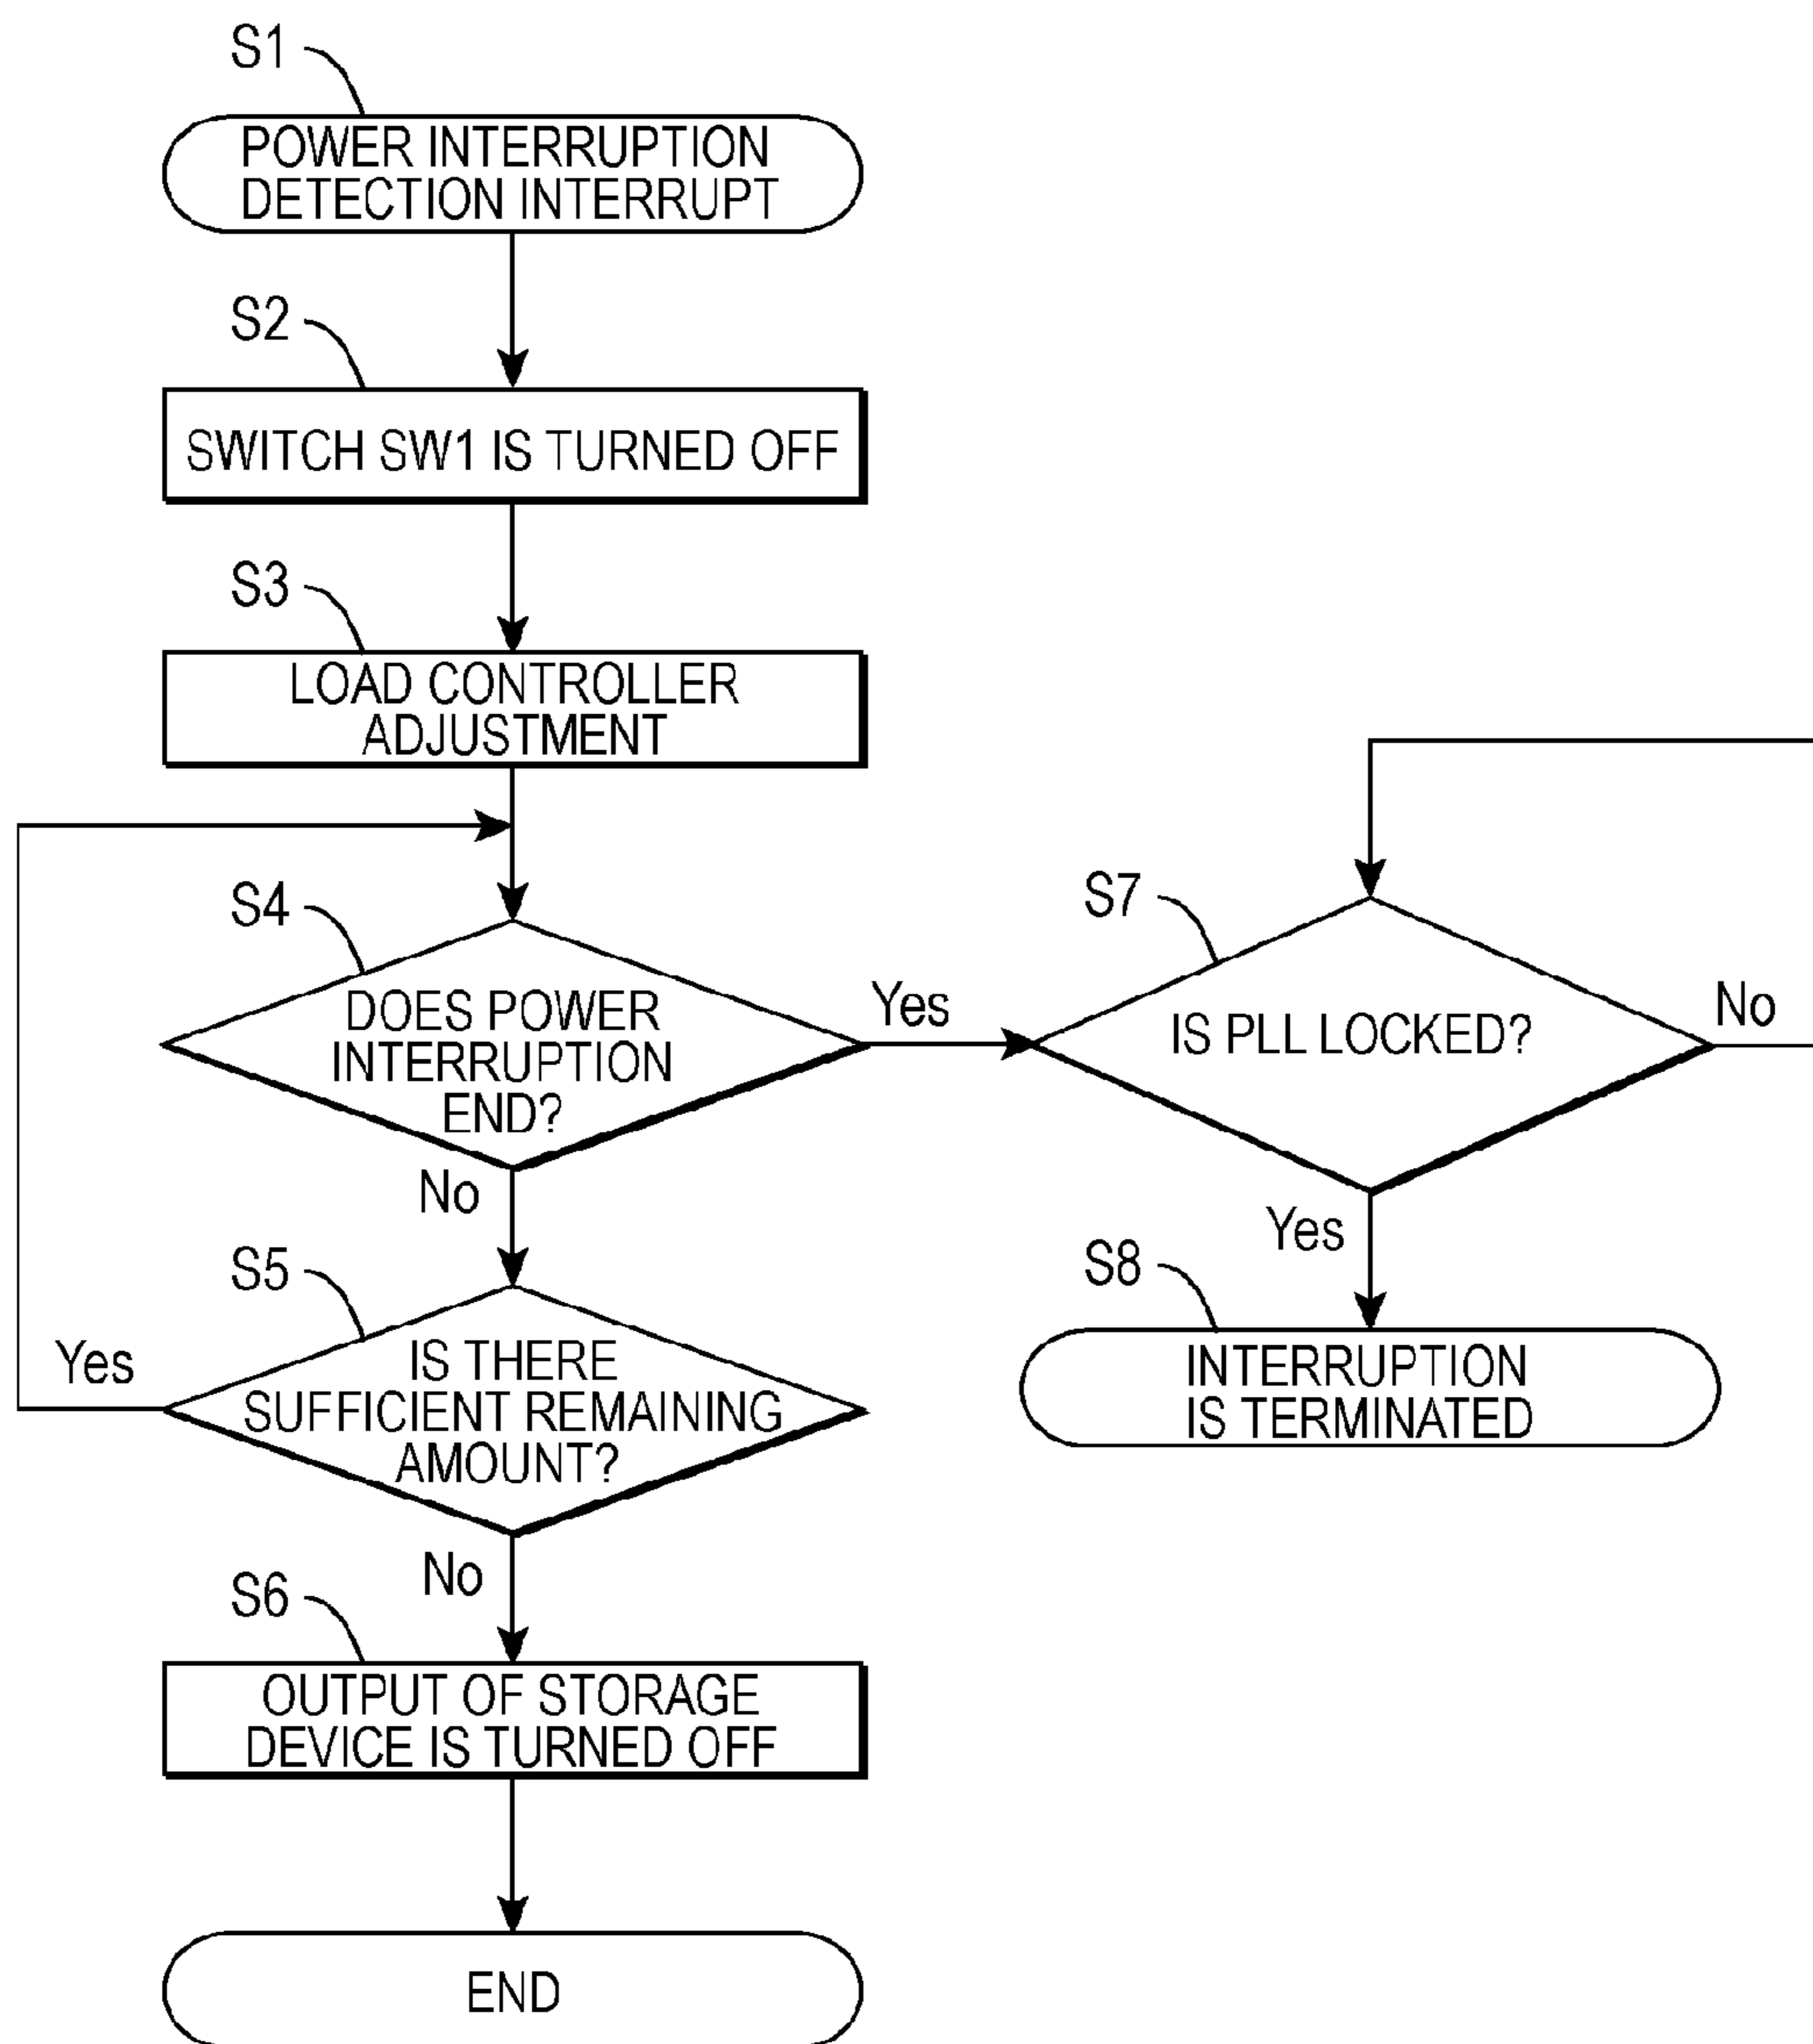 S1
POWER INTERRUPTION
DETECTION INTERRUPT
S2
SWITCH SW1 IS TURNED OFF
S3
LOAD CONTROLLER
ADJUSTMENT
S4
DOES POWER
INTERRUPTION
END?
Yes
No
S5
IS THERE
SUFFICIENT REMAINING
AMOUNT?
Yes
No
S6
OUTPUT OF STORAGE
DEVICE IS TURNED OFF
END
S7
IS PLL LOCKED?
No
Yes
S8
INTERRUPTION
IS TERMINATED